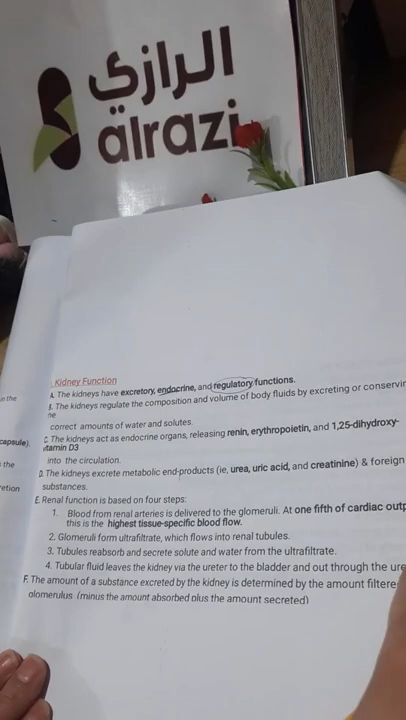 الرازي
alrazi
Kidney Function
A. The kidneys have excretory, endocrine, and regulatory functions.
B. The kidneys regulate the composition and volume of body fluids by excreting or conservin
he
correct amounts of water and solutes.
C. The kidneys act as endocrine organs, releasing renin, erythropoietin, and 1,25-dihydroxy-
vitamin D3
into the circulation.
D. The kidneys excrete metabolic end-products (ie, urea, uric acid, and creatinine) & foreign
substances.
E. Renal function is based on four steps:
1. Blood from renal arteries is delivered to the glomeruli. At one fifth of cardiac outp
this is the highest tissue-specific blood flow.
2. Glomeruli form ultrafiltrate, which flows into renal tubules.
3. Tubules reabsorb and secrete solute and water from the ultrafiltrate.
4. Tubular fluid leaves the kidney via the ureter to the bladder and out through the ure
F. The amount of a substance excreted by the kidney is determined by the amount filtere
glomerulus (minus the amount absorbed plus the amount secreted)
in the
capsule).
the
retion